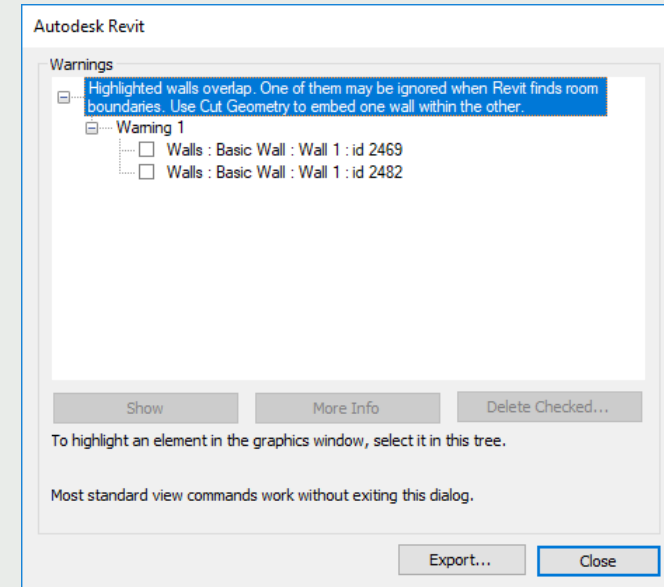 Autodesk Revit
Warnings
Highlighted walls overlap. One of them may be ignored when Revit finds room
boundaries. Use Cut Geometry to embed one wall within the other.
Warning 1
Walls : Basic Wall : Wall 1 : id 2469
Walls : Basic Wall : Wall 1 : id 2482
Show
More Info
Delete Checked...
To highlight an element in the graphics window, select it in this tree.
Most standard view commands work without exiting this dialog.
Export...
Close